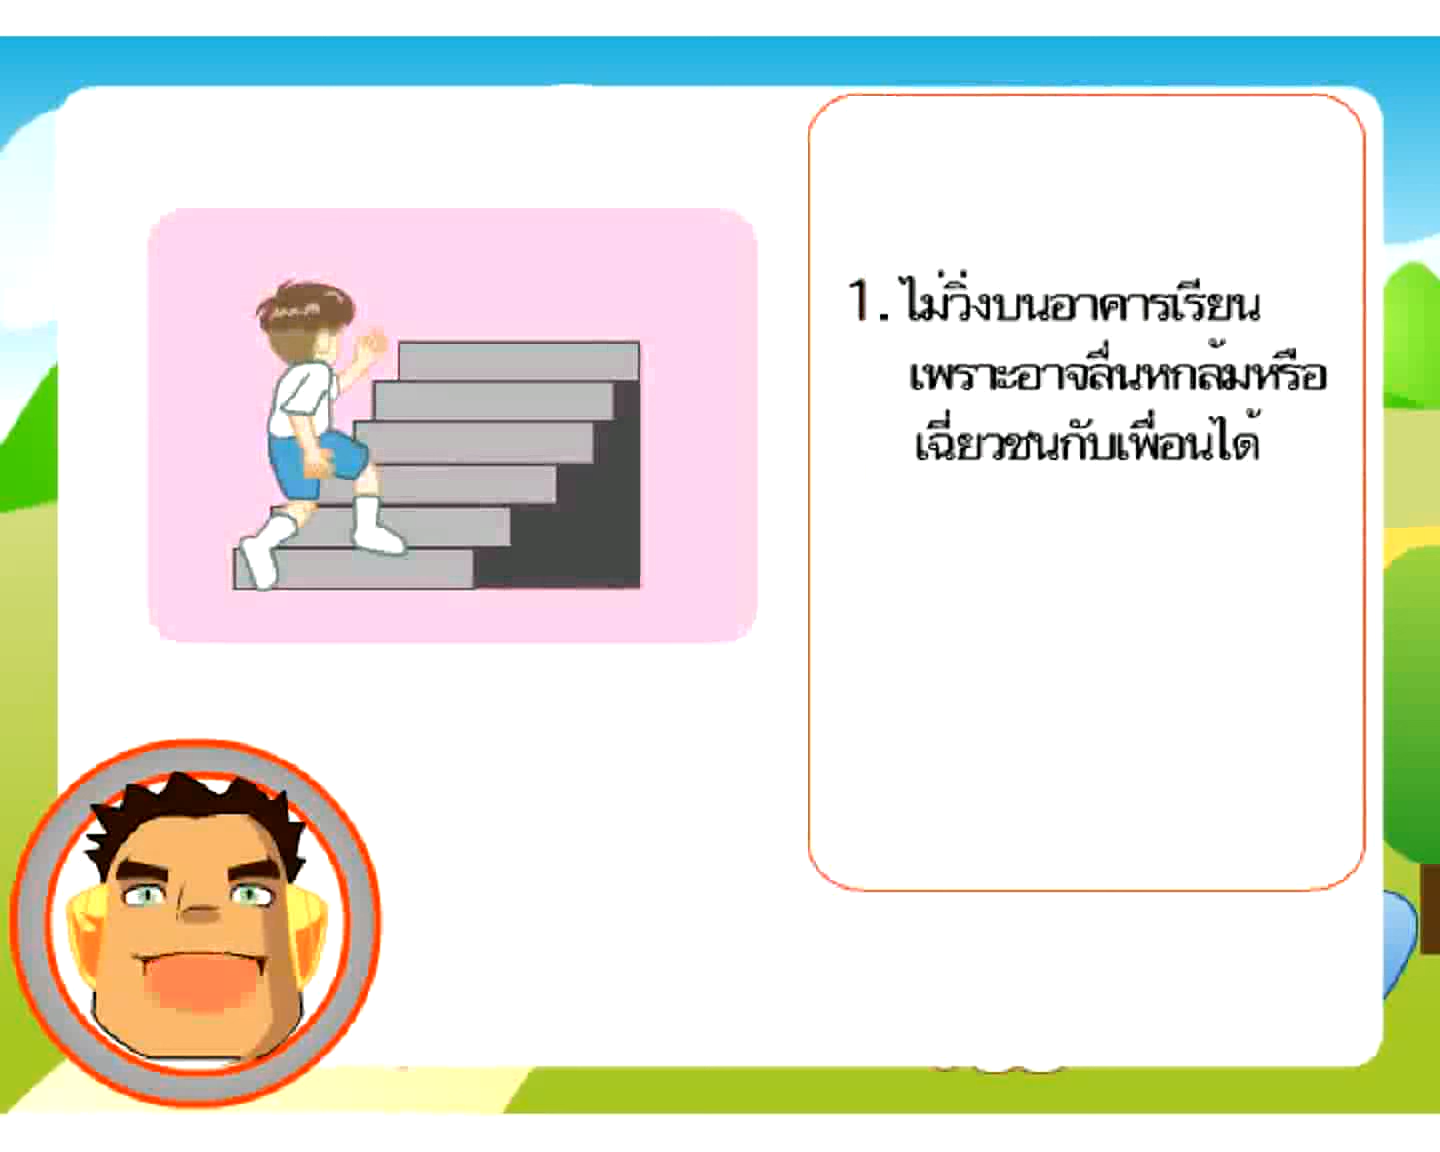 1. ไม่วิ่งบนอาคารเรียน
เพราะอาจลื่นหกล้มหรือ
เฉี่ยวชนกับเพื่อนได้